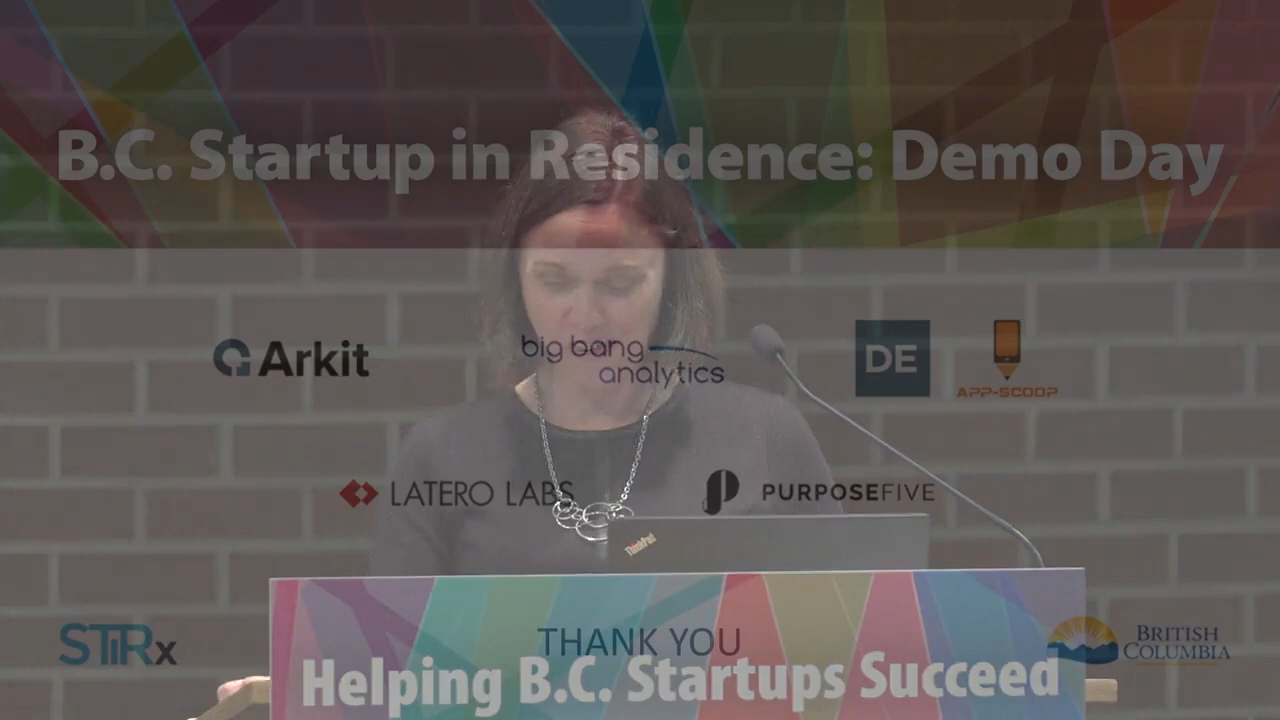 B.C. Startup in Residence: Demo Day
Arkit
big bang
analytics
DE
APP-SCOOP
LATERO LABS
PURPOSEFIVE
ThinkPad
STiRx
THANK YOU
BRITISH
COLUMBIA
Helping B.C. Startups Succeed